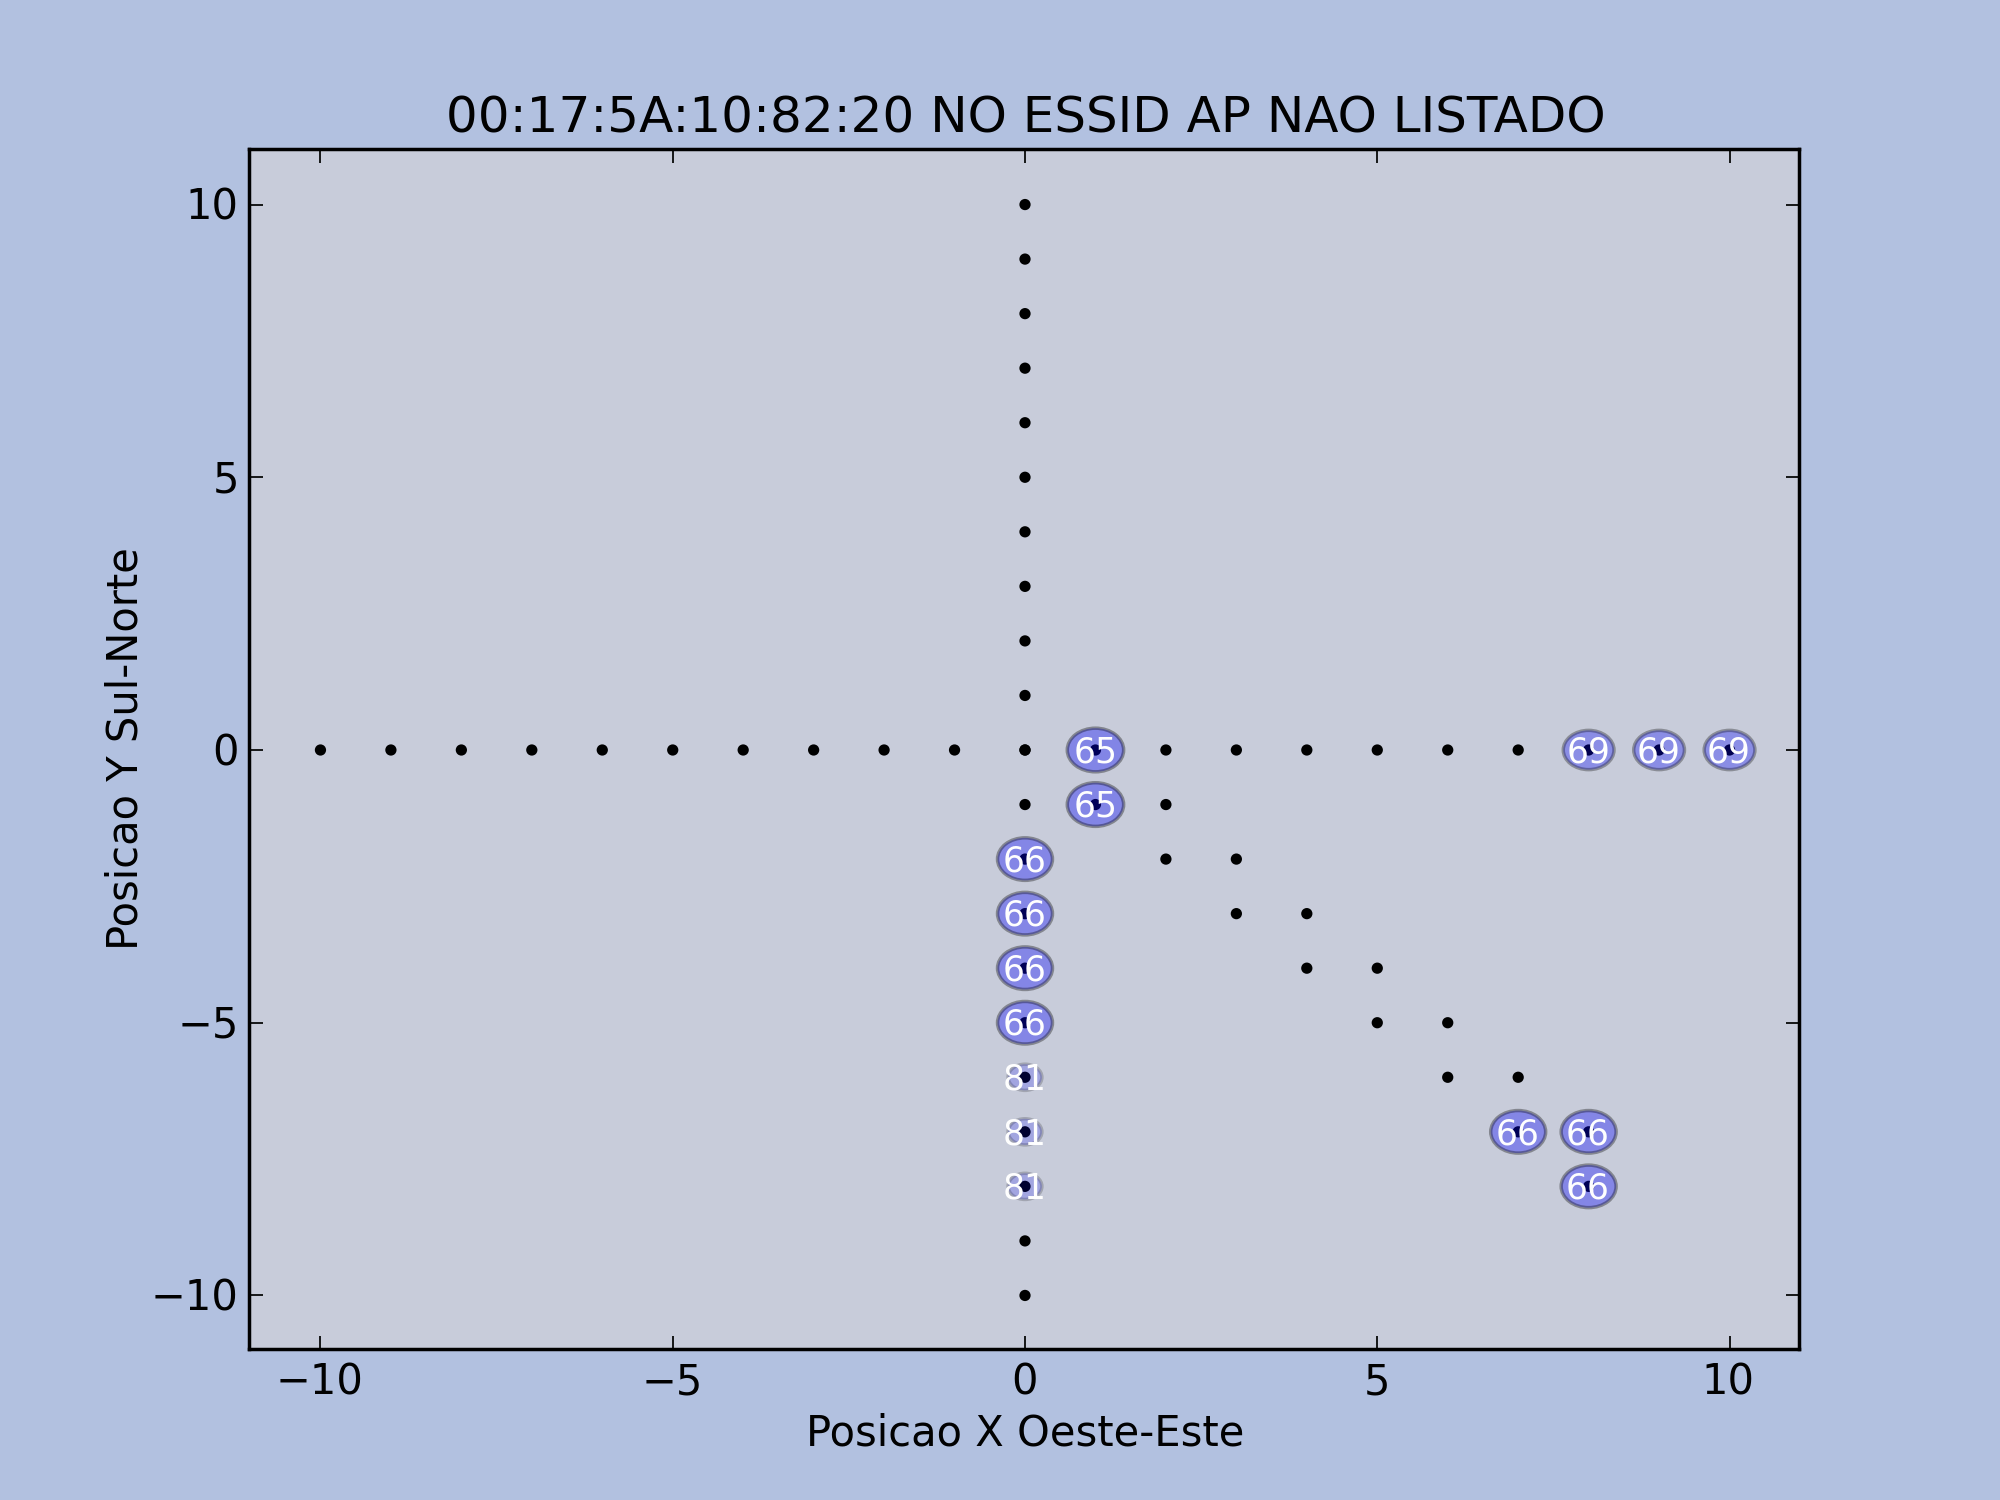 00:17:5A:10:82:20 NO ESSID AP NAO LISTADO
10
5
0
−5
−10
Posicao Y Sul-Norte
65 69 69 69
65
66
66
66
66
81
81 66 66
81 66
−10 −5 0 5 10
Posicao X Oeste-Este